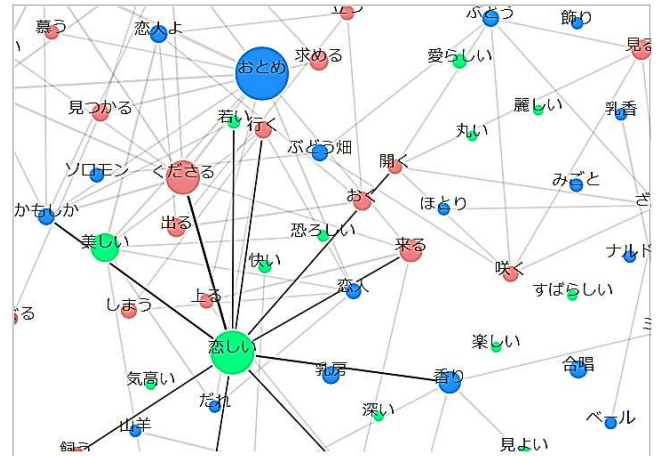 慕う
恋人よ
立つ
ぶどう
飾り
おとめ
求める
愛らしい
見る
見つかる
若い
行く
麗しい
乳香
丸い
ぶどう畑
ソロモン
くださる
開く
みごと
かもしか
おく
ほとり
ざ
出る
恐ろしい
美しい
来る
快い
ナルド
咲く
恋人
すばらしい
しまう
上る
恋しい
楽しい
乳房
香り
合唱
気高い
だれ
深い
ベール
山羊
飼う
見よい